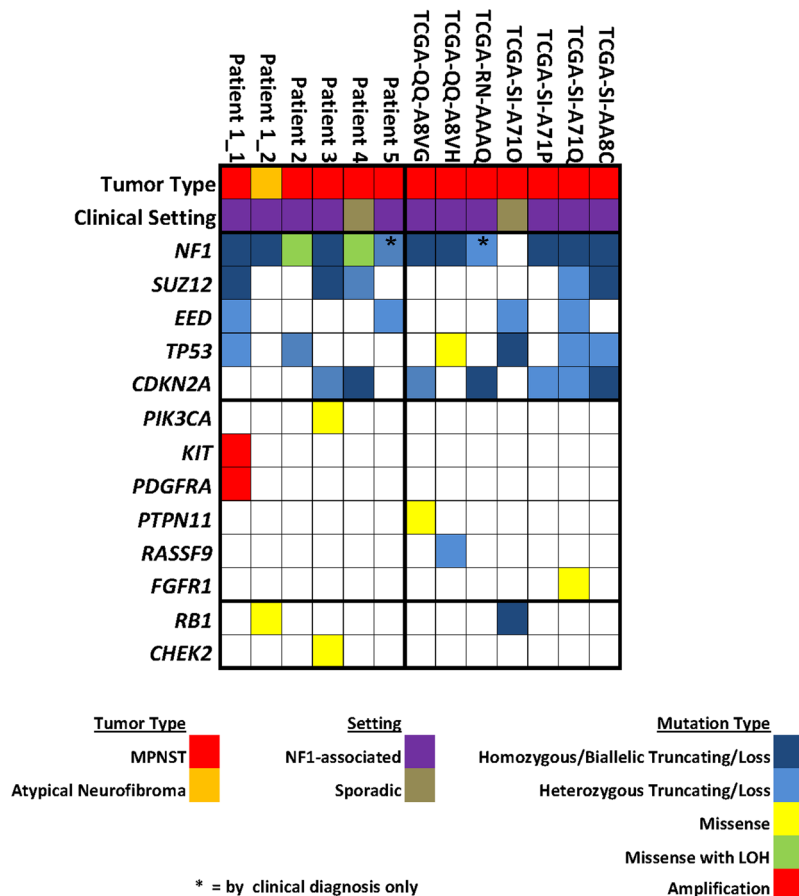 Patient 1_1
Patient 1_2
Patient 2
Patient 3
Patient 4
Patient 5
TCGA-QQ-A8VG
TCGA-QQ-A8VH
TCGA-RN-AAAQ
TCGA-SI-A71O
TCGA-SI-A71P
TCGA-SI-A71Q
TCGA-SI-AA8C
Tumor Type
Clinical Setting
NF1
* *
SUZ12
EED
TP53
CDKN2A
PIK3CA
KIT
PDGFRA
PTPN11
RASSF9
FGFR1
RB1
CHEK2
Tumor Type
MPNST
Atypical Neurofibroma
Setting
NF1-associated
Sporadic
Mutation Type
Homozygous/Biallelic Truncating/Loss
Heterozygous Truncating/Loss
Missense
Missense with LOH
Amplification
* = by clinical diagnosis only